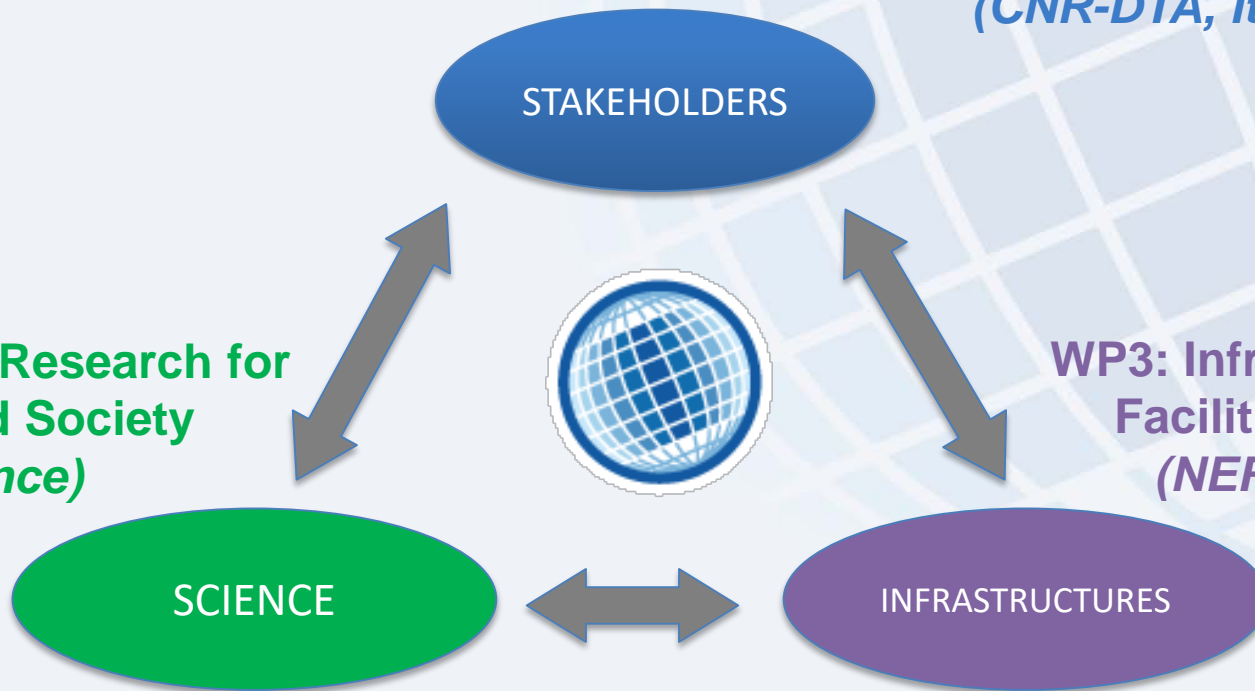 (CNR-DTA, It
STAKEHOLDERS
Research for
d Society
nce)
WP3: Infr
Facilit
(NER
SCIENCE
INFRASTRUCTURES